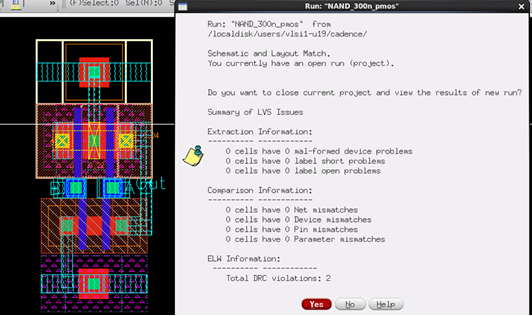 (F)Select:0 Sel(N):0
Run: "NAND_300n_pmos"
Run: "NAND_300n_pmos" from
/localdisk/users/vlsi1-u19/cadence/
Schematic and Layout Match.
You currently have an open run (project).
Do you want to close current project and view the results of new run?
Summary of LVS Issues
Extraction Information:
---------- ------------
0 cells have 0 mal-formed device problems
0 cells have 0 label short problems
0 cells have 0 label open problems
Comparison Information:
---------- ------------
0 cells have 0 Net mismatches
0 cells have 0 Device mismatches
0 cells have 0 Pin mismatches
0 cells have 0 Parameter mismatches
ELW Information:
---------- ------------
Total DRC violations: 2
Yes No Help
B A Out